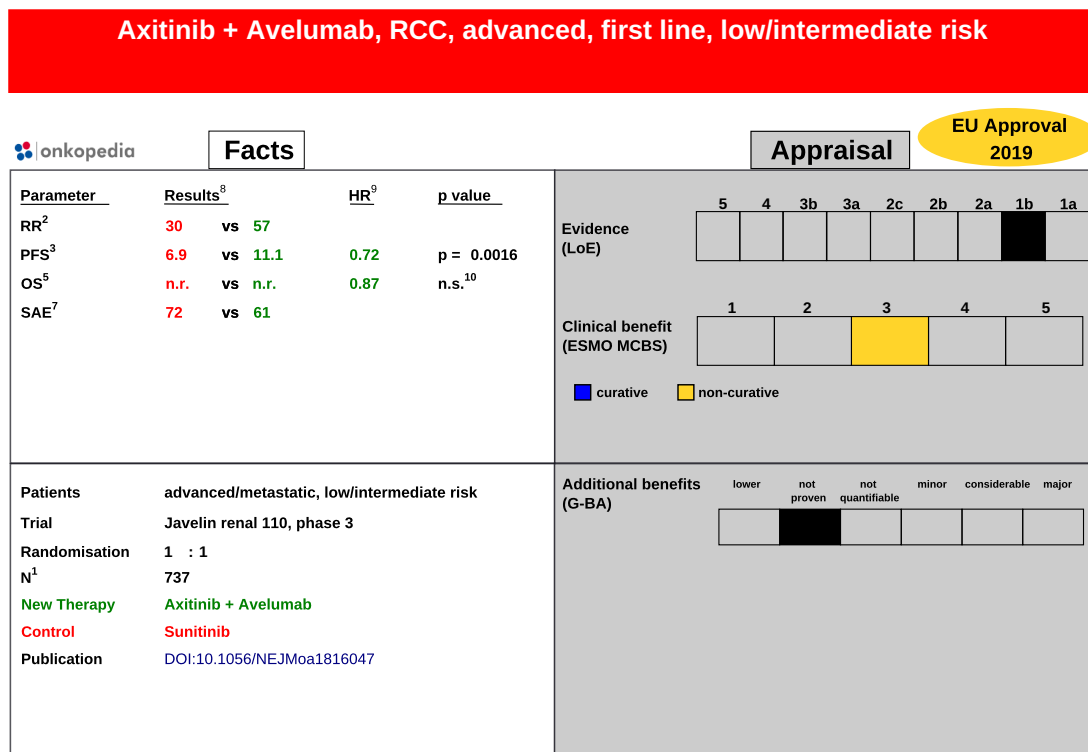 Axitinib + Avelumab, RCC, advanced, first line, low/intermediate risk
EU Approval
2019
onkopedia
Facts
Appraisal
Parameter Results8 HR9 p value
RR2 30 vs 57
PFS3 6.9 vs 11.1 0.72 p = 0.0016
OS5 n.r. vs n.r. 0.87 n.s.10
SAE7 72 vs 61
5 4 3b 3a 2c 2b 2a 1b 1a
Evidence
(LoE)
1 2 3 4 5
Clinical benefit
(ESMO MCBS)
curative non-curative
Patients advanced/metastatic, low/intermediate risk
Trial Javelin renal 110, phase 3
Randomisation 1 : 1
N1 737
New Therapy Axitinib + Avelumab
Control Sunitinib
Publication DOI:10.1056/NEJMoa1816047
Additional benefits
(G-BA)
lower not not minor considerable major
proven quantifiable